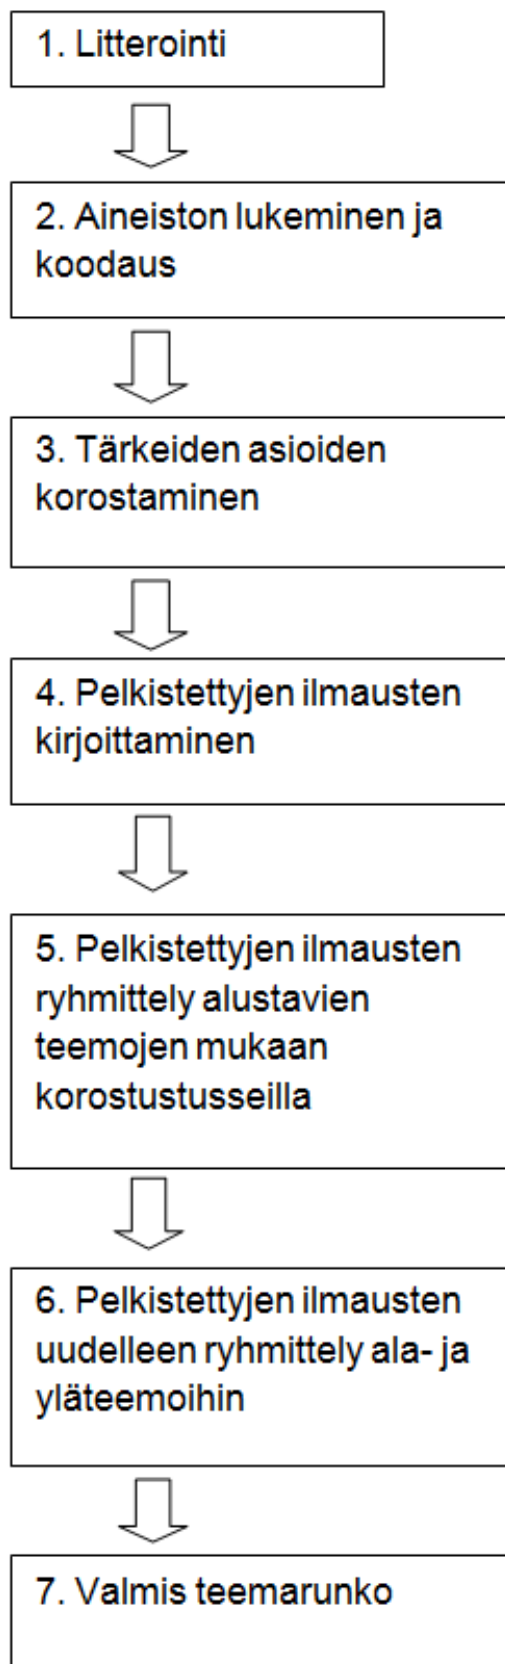 1. Litterointi
2. Aineiston lukeminen ja
koodaus
3. Tärkeiden asioiden
korostaminen
4. Pelkistettyjen ilmausten
kirjoittaminen
5. Pelkistettyjen ilmausten
ryhmittely alustavien
teemojen mukaan
korostustusseilla
6. Pelkistettyjen ilmausten
uudelleen ryhmittely ala- ja
yläteemoihin
7. Valmis teemarunko